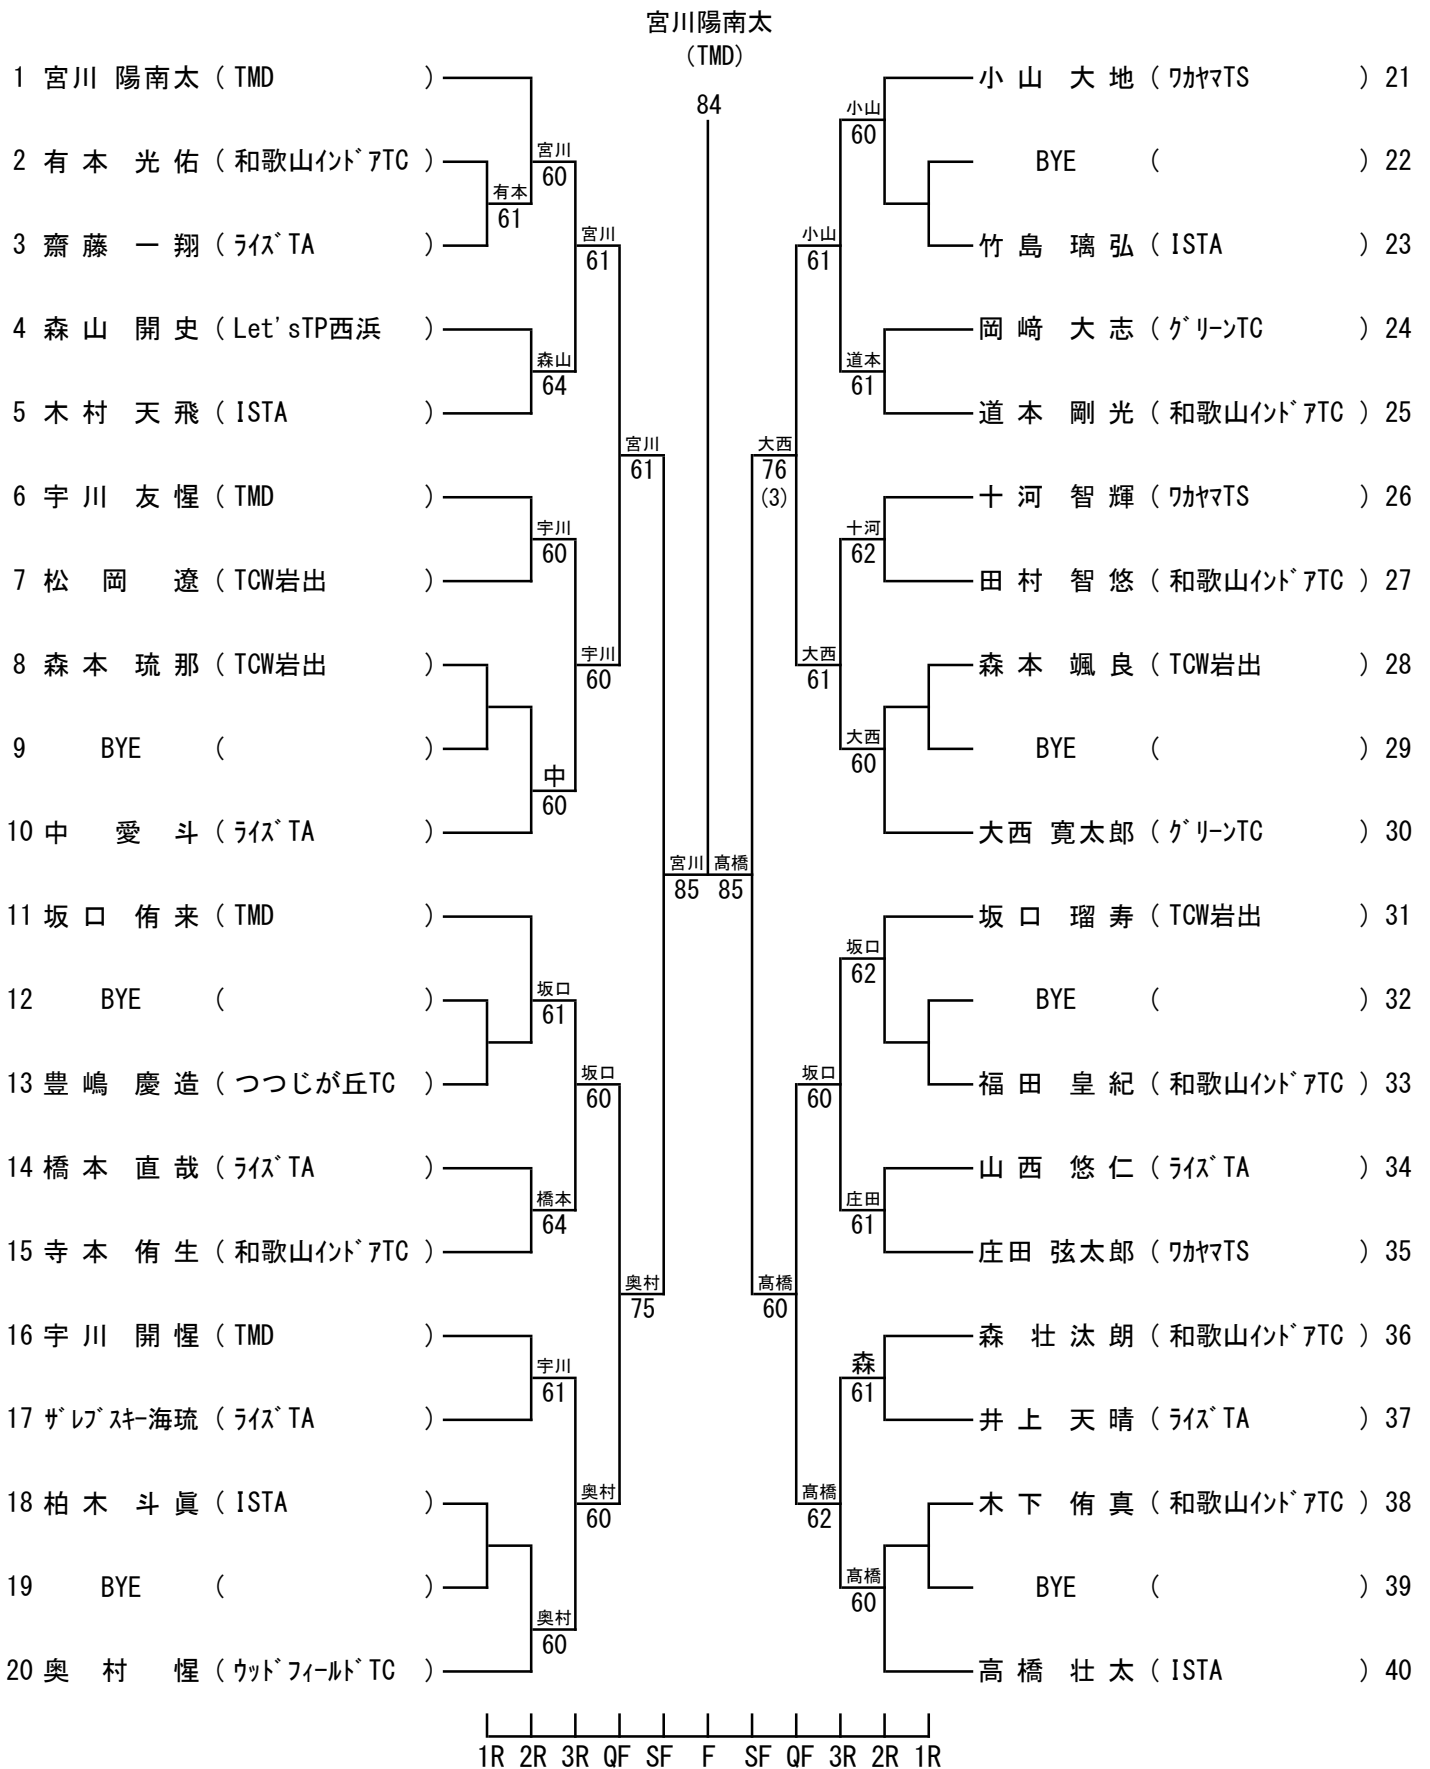 宮川陽南太
(TMD)
84
1 宮川 陽南太 ( TMD )
2 有本 光佑 ( 和歌山ｲﾝﾄﾞｱTC )
3 齋藤 一翔 ( ﾗｲｽﾞTA )
4 森山 開史 ( Let'sTP西浜 )
5 木村 天飛 ( ISTA )
6 宇川 友惺 ( TMD )
7 松岡 遼 ( TCW岩出 )
8 森本 琉那 ( TCW岩出 )
9 BYE ( )
10 中 愛斗 ( ﾗｲｽﾞTA )
11 坂口 侑来 ( TMD )
12 BYE ( )
13 豊嶋 慶造 ( つつじが丘TC )
14 橋本 直哉 ( ﾗｲｽﾞTA )
15 寺本 侑生 ( 和歌山ｲﾝﾄﾞｱTC )
16 宇川 開惺 ( TMD )
17 ｻﾞﾚﾌﾞｽｷｰ海琉 ( ﾗｲｽﾞTA )
18 柏木 斗眞 ( ISTA )
19 BYE ( )
20 奥村 惺 ( ｳｯﾄﾞﾌｨｰﾙﾄﾞTC )
有本
61
宮川
60
森山
64
宇川
60
中
60
坂口
61
橋本
64
宇川
61
奥村
60
宮川
61
宇川
60
坂口
60
奥村
60
宮川
61
奥村
75
宮川
85
髙橋
85
大西
76
(3)
髙橋
60
小山
61
大西
61
坂口
60
髙橋
62
小山
60
道本
61
十河
62
大西
60
坂口
62
庄田
61
森
61
髙橋
60
小山 大地 ( ﾜｶﾔﾏTS ) 21
BYE ( ) 22
竹島 璃弘 ( ISTA ) 23
岡﨑 大志 ( ｸﾞﾘｰﾝTC ) 24
道本 剛光 ( 和歌山ｲﾝﾄﾞｱTC ) 25
十河 智輝 ( ﾜｶﾔﾏTS ) 26
田村 智悠 ( 和歌山ｲﾝﾄﾞｱTC ) 27
森本 颯良 ( TCW岩出 ) 28
BYE ( ) 29
大西 寛太郎 ( ｸﾞﾘｰﾝTC ) 30
坂口 瑠寿 ( TCW岩出 ) 31
BYE ( ) 32
福田 皇紀 ( 和歌山ｲﾝﾄﾞｱTC ) 33
山西 悠仁 ( ﾗｲｽﾞTA ) 34
庄田 弦太郎 ( ﾜｶﾔﾏTS ) 35
森 壮汰朗 ( 和歌山ｲﾝﾄﾞｱTC ) 36
井上 天晴 ( ﾗｲｽﾞTA ) 37
木下 侑真 ( 和歌山ｲﾝﾄﾞｱTC ) 38
BYE ( ) 39
高橋 壮太 ( ISTA ) 40
1R 2R 3R QF SF F SF QF 3R 2R 1R